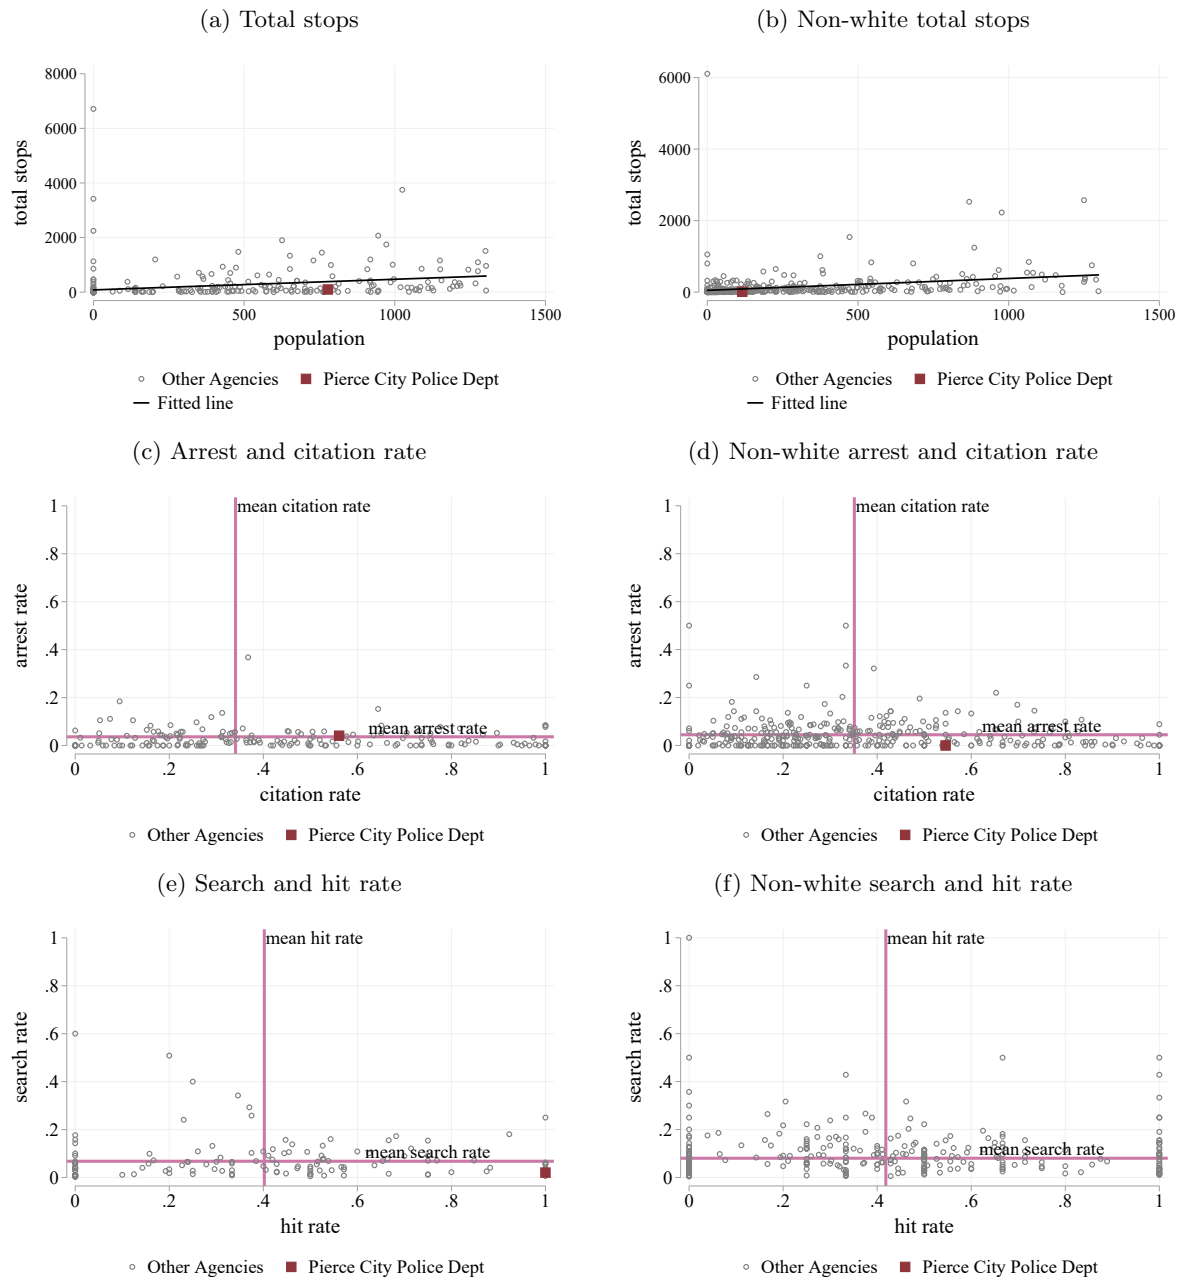 (a) Total stops
8000
6000
4000
2000
0
total stops
0 500 1000 1500
population
Other Agencies Pierce City Police Dept
Fitted line
(b) Non-white total stops
6000
4000
2000
0
total stops
0 500 1000 1500
population
Other Agencies Pierce City Police Dept
Fitted line
(c) Arrest and citation rate
mean citation rate
1
.8
.6
.4
.2
0
arrest rate
mean arrest rate
0 .2 .4 .6 .8 1
citation rate
Other Agencies Pierce City Police Dept
(d) Non-white arrest and citation rate
mean citation rate
1
.8
.6
.4
.2
0
arrest rate
mean arrest rate
0 .2 .4 .6 .8 1
citation rate
Other Agencies Pierce City Police Dept
(e) Search and hit rate
mean hit rate
1
.8
.6
.4
.2
0
search rate
mean search rate
0 .2 .4 .6 .8 1
hit rate
Other Agencies Pierce City Police Dept
(f) Non-white search and hit rate
mean hit rate
1
.8
.6
.4
.2
0
search rate
mean search rate
0 .2 .4 .6 .8 1
hit rate
Other Agencies Pierce City Police Dept